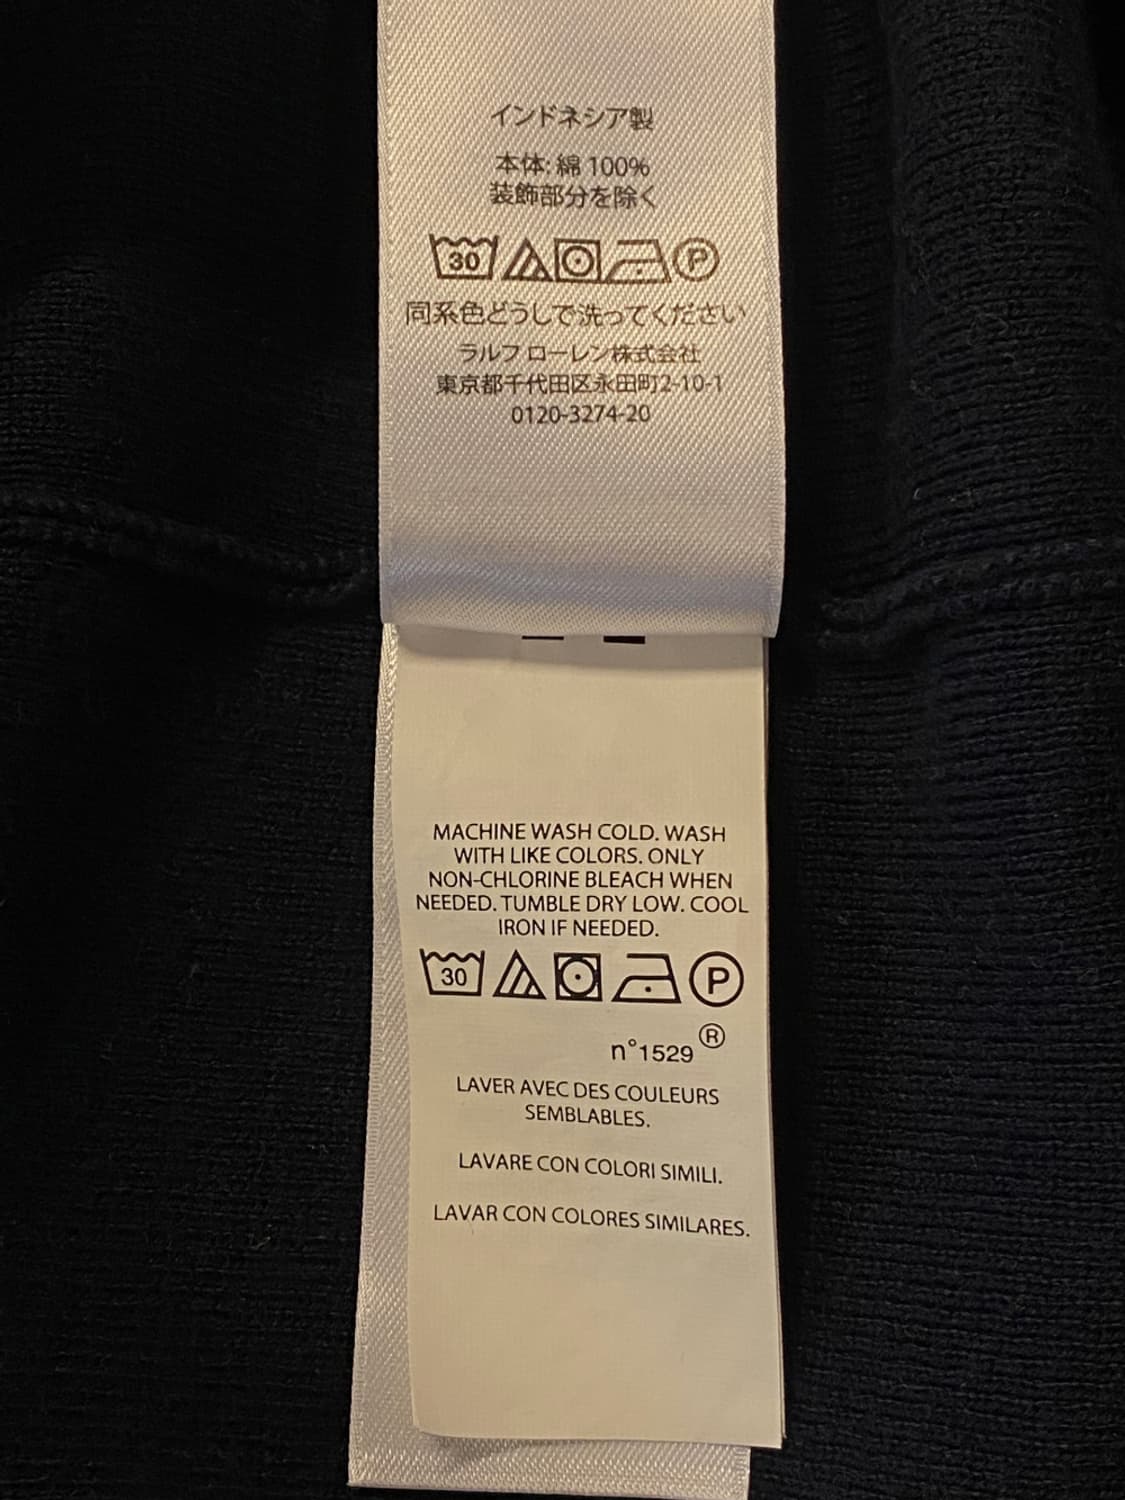 インドネシア製
本体: 綿 100%
装飾部分を除く
30 P
同系色どうしで洗ってください
ラルフ ローレン株式会社
東京都千代田区永田町2-10-1
0120-3274-20
MACHINE WASH COLD. WASH
WITH LIKE COLORS. ONLY
NON-CHLORINE BLEACH WHEN
NEEDED. TUMBLE DRY LOW. COOL
IRON IF NEEDED.
30 P
n°1529 ®
LAVER AVEC DES COULEURS
SEMBLABLES.
LAVARE CON COLORI SIMILI.
LAVAR CON COLORES SIMILARES.